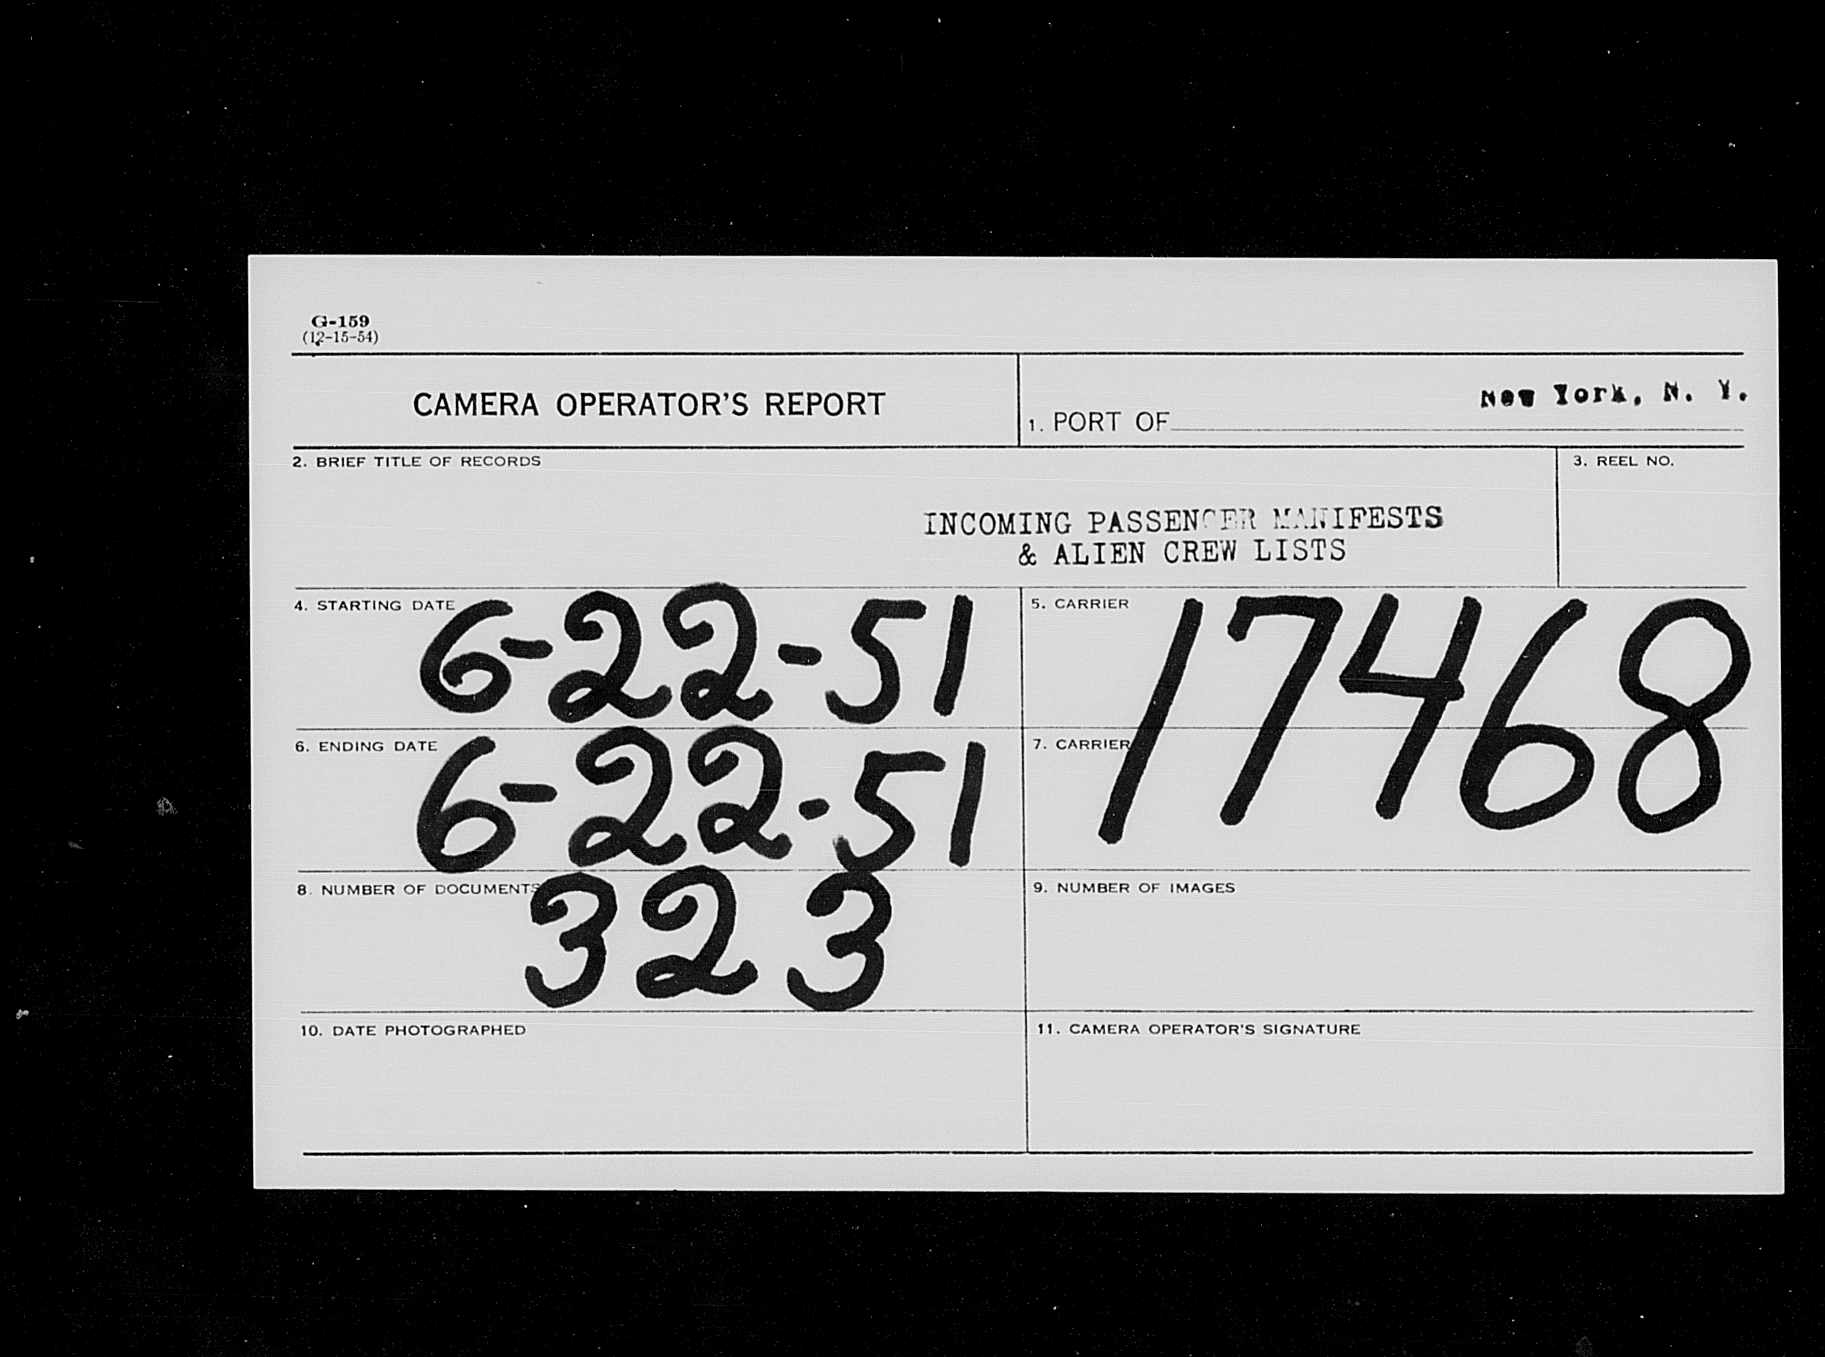 G-159
(12-15-54)
CAMERA OPERATOR'S REPORT
1. PORT OF New York, N. Y.
2. BRIEF TITLE OF RECORDS
3. REEL NO.
INCOMING PASSENGER MANIFESTS
& ALIEN CREW LISTS
4. STARTING DATE 6-22-51
5. CARRIER 17468
6. ENDING DATE 6-22-51
7. CARRIER
8. NUMBER OF DOCUMENTS 323
9. NUMBER OF IMAGES
10. DATE PHOTOGRAPHED
11. CAMERA OPERATOR'S SIGNATURE